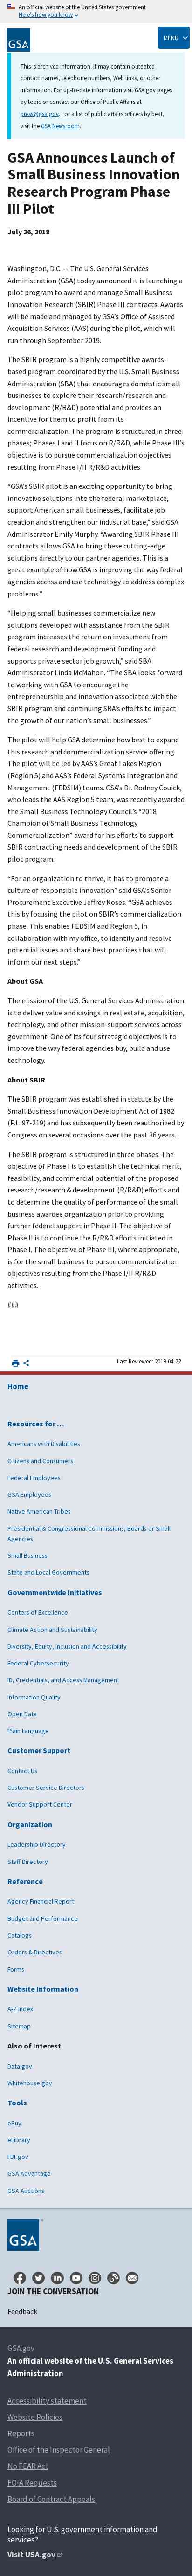 An official website of the United States government
Here's how you know
GSA
MENU
This is archived information. It may contain outdated
contact names, telephone numbers, Web links, or other
information. For up-to-date information visit GSA.gov pages
by topic or contact our Office of Public Affairs at
press@gsa.gov. For a list of public affairs officers by beat,
visit the GSA Newsroom.
GSA Announces Launch of
Small Business Innovation
Research Program Phase
III Pilot
July 26, 2018
Washington, D.C. -- The U.S. General Services
Administration (GSA) today announced it is launching a
pilot program to award and manage Small Business
Innovation Research (SBIR) Phase III contracts. Awards
will be managed by GSA's Office of Assisted
Acquisition Services (AAS) during the pilot, which will
run through September 2019.
The SBIR program is a highly competitive awards-
based program coordinated by the U.S. Small Business
Administration (SBA) that encourages domestic small
businesses to explore their research/research and
development (R/R&D) potential and provides an
incentive for them to profit from its
commercialization. The program is structured in three
phases; Phases I and II focus on R/R&D, while Phase III's
objective is to pursue commercialization opportunities
resulting from Phase I/II R/R&D activities.
“GSA's SBIR pilot is an exciting opportunity to bring
innovation and strong customer service to government,
support American small businesses, facilitate job
creation, and strengthen our industrial base,” said GSA
Administrator Emily Murphy. “Awarding SBIR Phase III
contracts allows GSA to bring these cutting-edge
solutions directly to our partner agencies. This is a
great example of GSA leveraging our expertise and
helping agencies access creative solutions to complex
problems.”
“Helping small businesses commercialize new
solutions developed through the federal SBIR program
increases the return on investment from federal
research and development dollars, and supports
private sector job growth,” said SBA
Administrator Linda McMahon. “The SBA looks forward
to working with GSA to encourage the
entrepreneurship and innovation that result from the
SBIR program and continuing SBA’s efforts to impact
the growth of our nation’s small businesses.”
The pilot will help GSA determine how best to expand
this research and commercialization service offering.
The pilot will be led by AAS’s Great Lakes Region
(Region 5) and AAS’s Federal Systems Integration and
Management (FEDSIM) teams. GSA’s Dr. Rodney Couick,
who leads the AAS Region 5 team, was recently named
the Small Business Technology Council’s “2018
Champion of Small Business Technology
Commercialization” award for his efforts to support
commercialization of the breakthroughs of the SBIR
pilot program.
“For an organization to thrive, it has to promote a
culture of responsible innovation” said GSA’s Senior
Procurement Executive Jeffrey Koses. “GSA achieves
this by focusing on the potential to streamline in this
space. This enables FEDSIM and Region 5, in
collaboration with my office, the ability to identify and
resolve potential issues and develop best practices that
inform what comes next.”
About GSA
The mission of the U.S. General Services Administration
is to deliver value and savings in real estate, acquisition,
technology, and other mission-support services across
government. One of its four strategic objectives is to
improve the way federal agencies buy, build and use
technology.
About SBIR
The SBIR program was established in statute by the
Small Business Innovation Development Act of 1982
(P.L. 97-219) and has subsequently been reauthorized by
Congress on several occasions over the past 36 years.
The SBIR program is structured in three phases. The
objective of Phase I is to establish the technical merit,
feasibility, and commercial potential of the proposed
research/research & development (R/R&D) efforts and
to determine the quality of performance of the small
business awardee organization prior to providing
further federal support in Phase II. The objective of
Phase II is to continue the R/R&D efforts initiated in
Phase I. The objective of Phase III, where appropriate,
is for the small business to pursue commercialization
objectives resulting from the Phase I/II R/R&D
activities.
###
Last Reviewed: 2019-04-22
Home
Resources for …
Americans with Disabilities
Citizens and Consumers
Federal Employees
GSA Employees
Native American Tribes
Presidential & Congressional Commissions, Boards or Small
Agencies
Small Business
State and Local Governments
Governmentwide Initiatives
Centers of Excellence
Climate Action and Sustainability
Diversity, Equity, Inclusion and Accessibility
Federal Cybersecurity
ID, Credentials, and Access Management
Information Quality
Open Data
Plain Language
Customer Support
Contact Us
Customer Service Directors
Vendor Support Center
Organization
Leadership Directory
Staff Directory
Reference
Agency Financial Report
Budget and Performance
Catalogs
Orders & Directives
Forms
Website Information
A-Z Index
Sitemap
Also of Interest
Data.gov
Whitehouse.gov
Tools
eBuy
eLibrary
FBF.gov
GSA Advantage
GSA Auctions
GSA
JOIN THE CONVERSATION
Feedback
GSA.gov
An official website of the U.S. General Services
Administration
Accessibility statement
Website Policies
Reports
Office of the Inspector General
No FEAR Act
FOIA Requests
Board of Contract Appeals
Looking for U.S. government information and
services?
Visit USA.gov